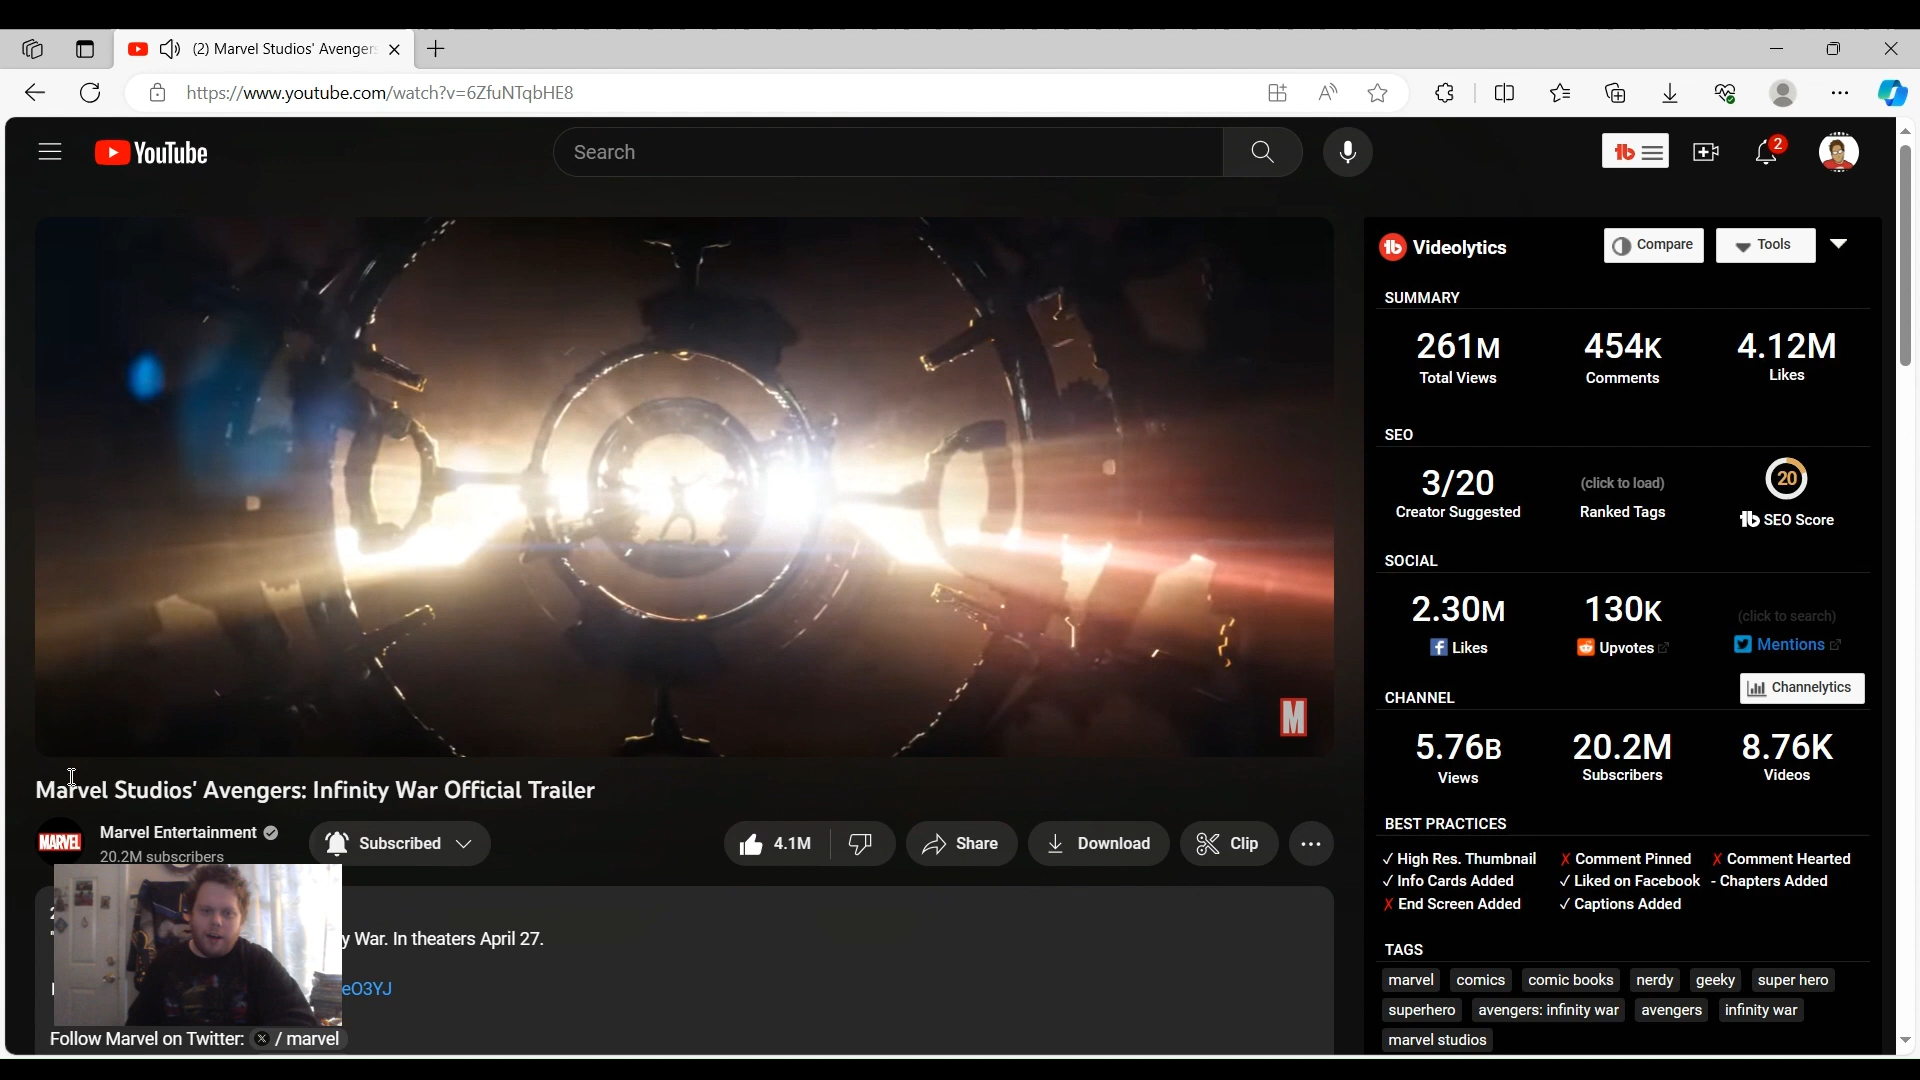 (2) Marvel Studios' Avengers
https://www.youtube.com/watch?v=6ZfuNTqbHE8
YouTube
Search
2
Videolytics
Compare
Tools
SUMMARY
261M
454K
4.12M
Total Views
Comments
Likes
SEO
3/20
(click to load)
20
Creator Suggested
Ranked Tags
SEO Score
SOCIAL
2.30M
130K
(click to search)
Likes
Upvotes
Mentions
CHANNEL
Channelytics
5.76B
20.2M
8.76K
Views
Subscribers
Videos
BEST PRACTICES
✓ High Res. Thumbnail
✗ Comment Pinned
✗ Comment Hearted
✓ Info Cards Added
✓ Liked on Facebook
- Chapters Added
✗ End Screen Added
✓ Captions Added
TAGS
marvel comics comic books nerdy geeky super hero
superhero avengers: infinity war avengers infinity war
marvel studios
M
Marvel Studios' Avengers: Infinity War Official Trailer
MARVEL
Marvel Entertainment
20.2M subscribers
Subscribed
4.1M
Share
Download
Clip
y War. In theaters April 27.
eO3YJ
Follow Marvel on Twitter: X / marvel